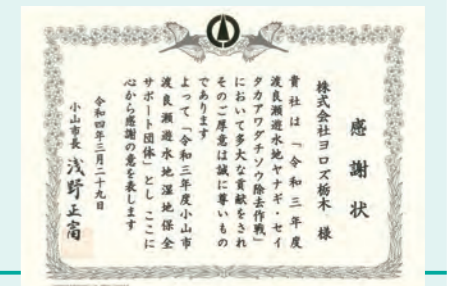 感謝状
株式会社ヨロズ栃木 様
貴社は「令和三年度
渡良瀬遊水地ヤナギ・セイ
タカアワダチソウ除去作戦」
において多大な貢献をされ
そのご厚意は誠に尊いもの
であります
よって「令和三年度小山市
渡良瀬遊水地湿地保全
サポート団体」とし ここに
心から感謝の意を表します
令和四年三月二十九日
小山市長 浅野正富